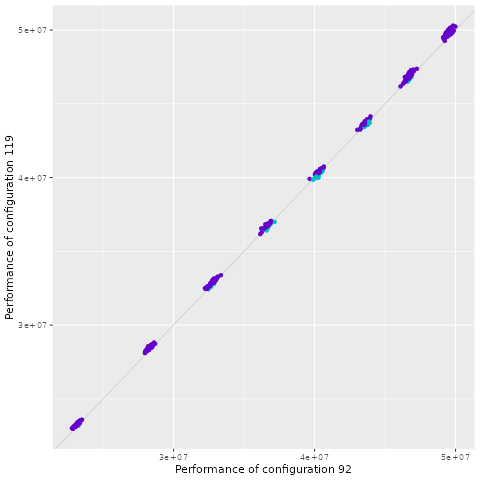 5e+07
4e+07
3e+07
Performance of configuration 119
3e+07 4e+07 5e+07
Performance of configuration 92